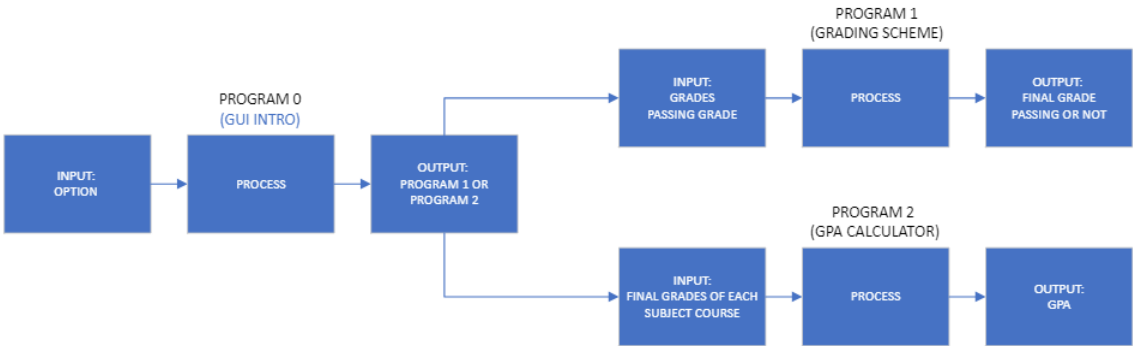 PROGRAM 0
(GUI INTRO)
INPUT:
OPTION
PROCESS
OUTPUT:
PROGRAM 1 OR
PROGRAM 2
PROGRAM 1
(GRADING SCHEME)
INPUT:
GRADES
PASSING GRADE
PROCESS
OUTPUT:
FINAL GRADE
PASSING OR NOT
PROGRAM 2
(GPA CALCULATOR)
INPUT:
FINAL GRADES OF EACH
SUBJECT COURSE
PROCESS
OUTPUT:
GPA